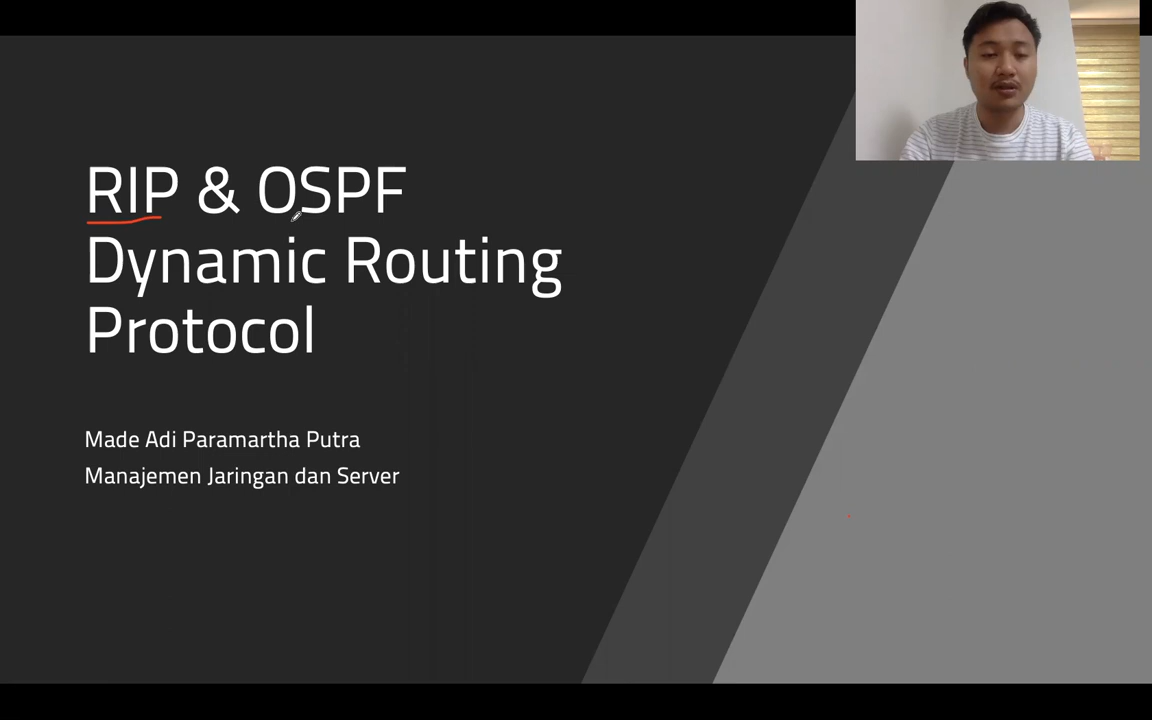 RIP & OSPF
Dynamic Routing
Protocol
Made Adi Paramartha Putra
Manajemen Jaringan dan Server